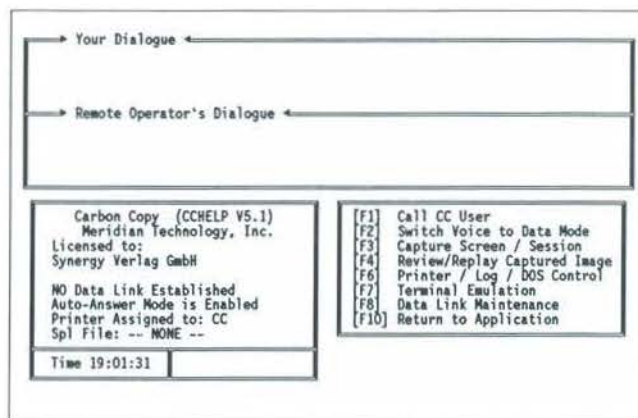 Your Dialogue
Remote Operator's Dialogue
Carbon Copy (CCHELP V5.1)
Meridian Technology, Inc.
Licensed to:
Synergy Verlag GmbH
NO Data Link Established
Auto-Answer Mode is Enabled
Printer Assigned to: CC
Spl File: -- NONE --
Time 19:01:31
[F1] Call CC User
[F2] Switch Voice to Data Mode
[F3] Capture Screen / Session
[F4] Review/Replay Captured Image
[F6] Printer / Log / DOS Control
[F7] Terminal Emulation
[F8] Data Link Maintenance
[F10] Return to Application